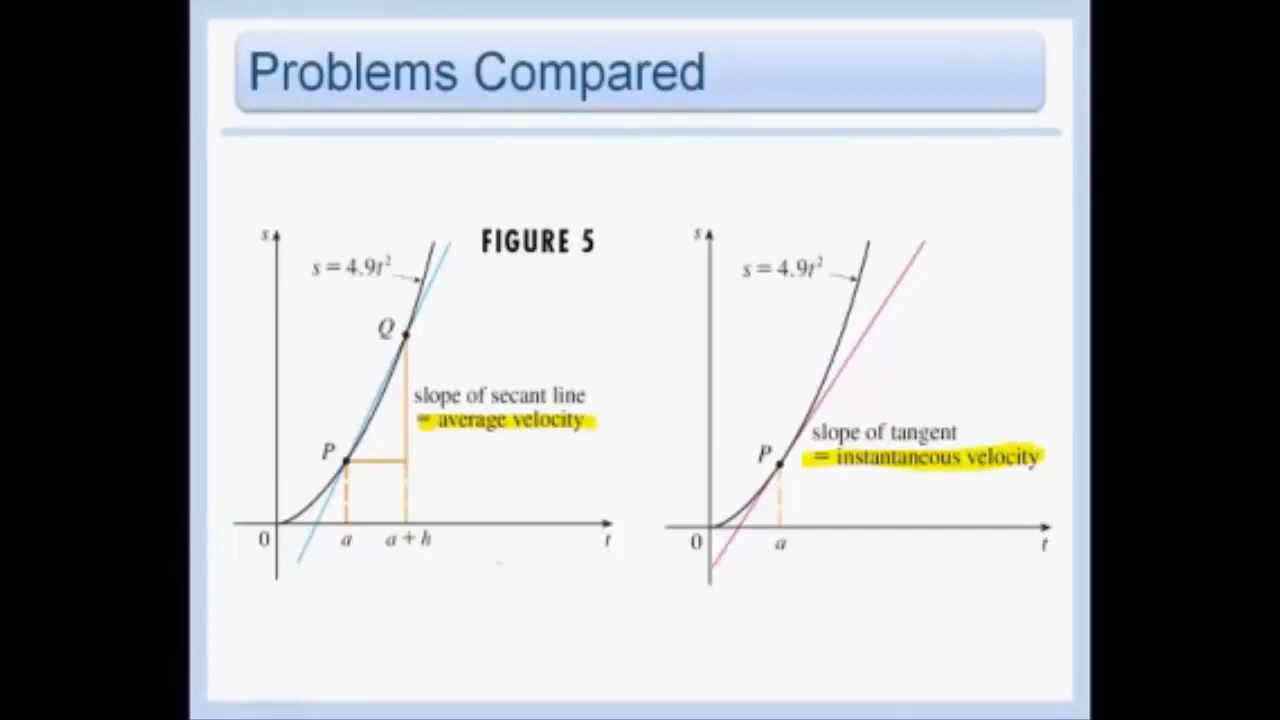 Problems Compared
FIGURE 5
s
s = 4.9t²
Q
slope of secant line
= average velocity
P
0
a
a + h
t
s
s = 4.9t²
slope of tangent
= instantaneous velocity
P
0
a
t